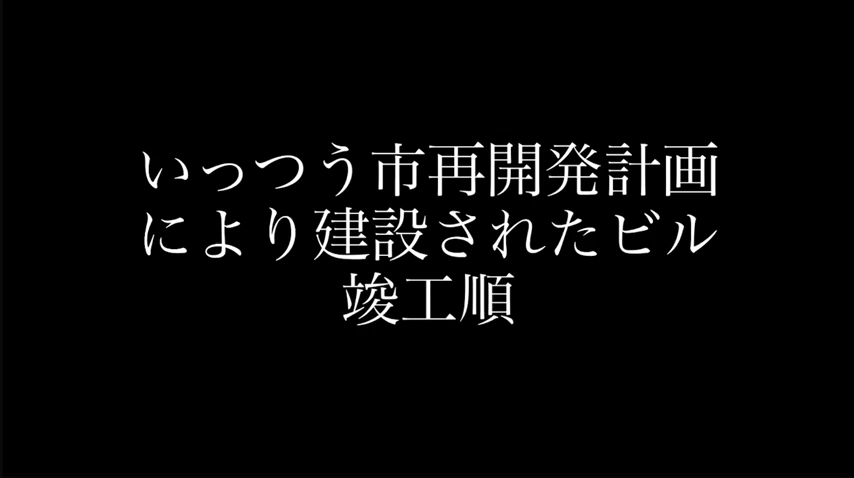 いっつう市再開発計画
により建設されたビル
竣工順